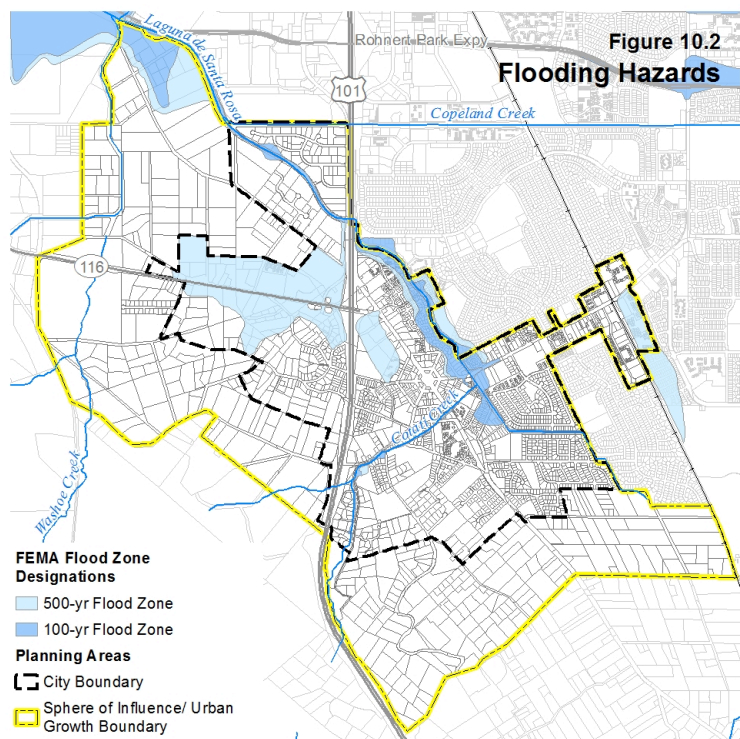 Figure 10.2
Flooding Hazards
Laguna de Santa Rosa
Rohnert Park Expy
101
Copeland Creek
116
Cotati Creek
Washoe Creek
FEMA Flood Zone
Designations
500-yr Flood Zone
100-yr Flood Zone
Planning Areas
City Boundary
Sphere of Influence/ Urban
Growth Boundary